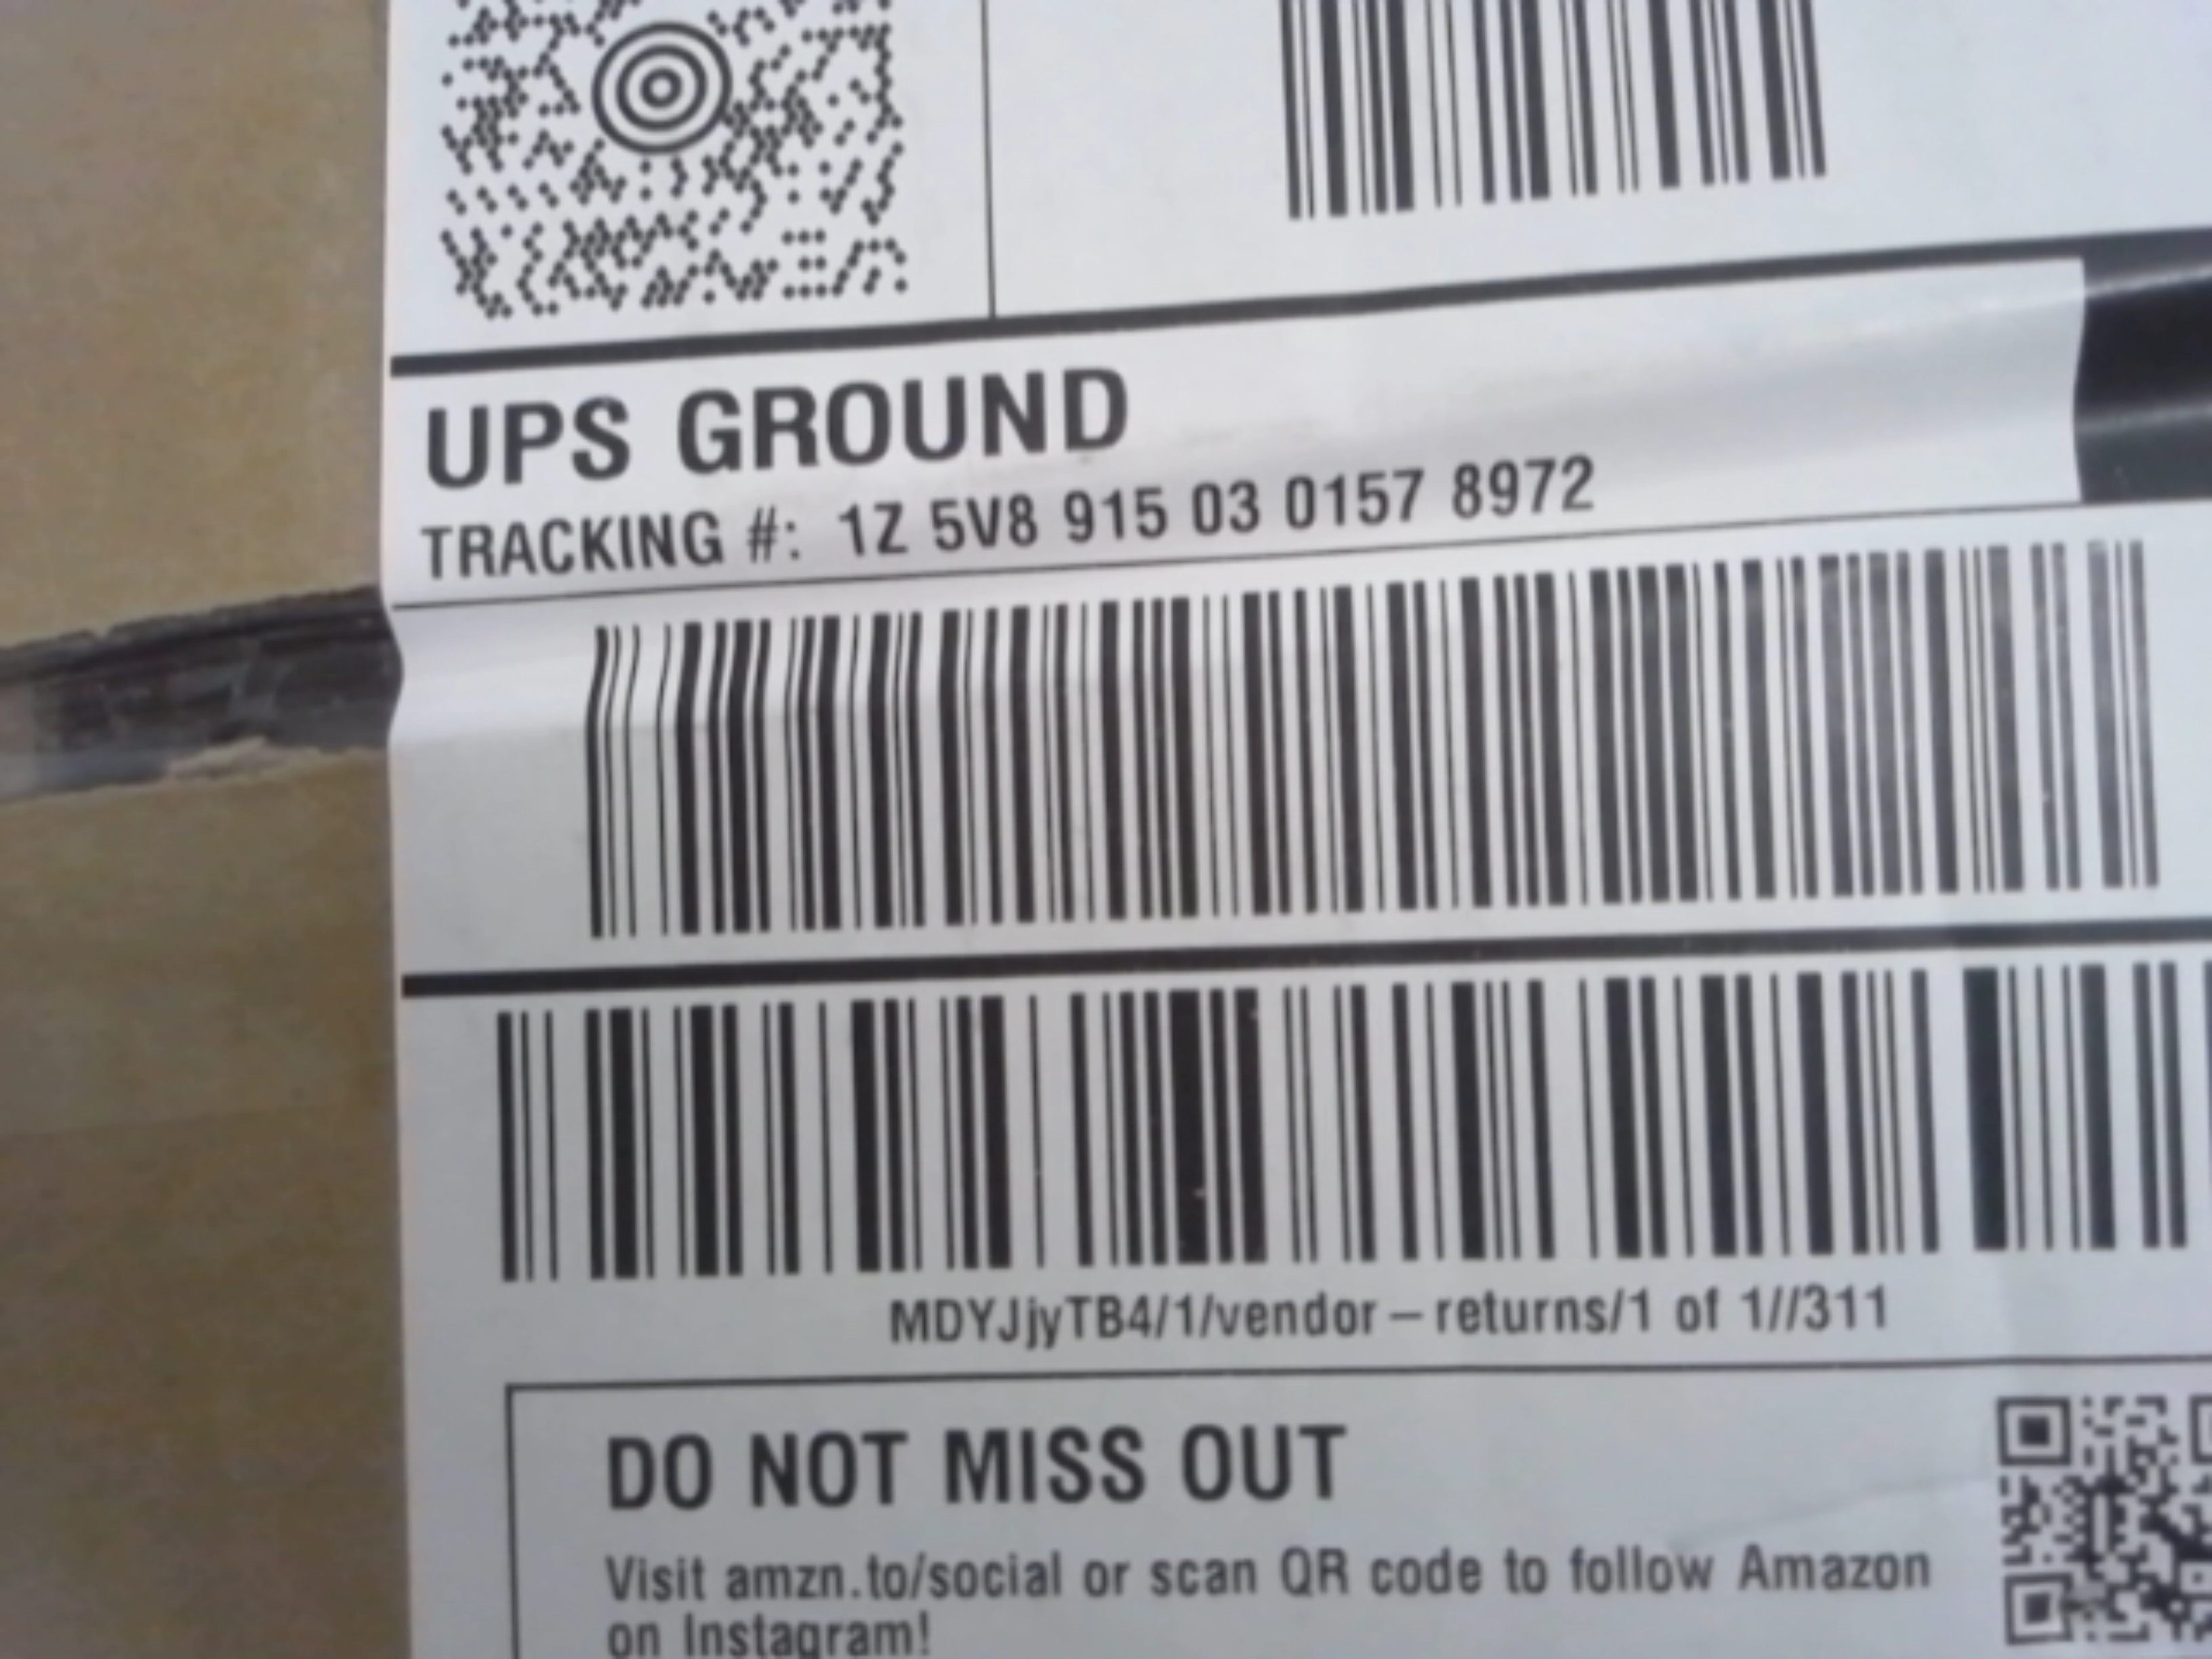 UPS GROUND
TRACKING #: 1Z 5V8 915 03 0157 8972
MDYJjyTB4/1/vendor-returns/1 of 1//311
DO NOT MISS OUT
Visit amzn.to/social or scan QR code to follow Amazon
on Instagram!